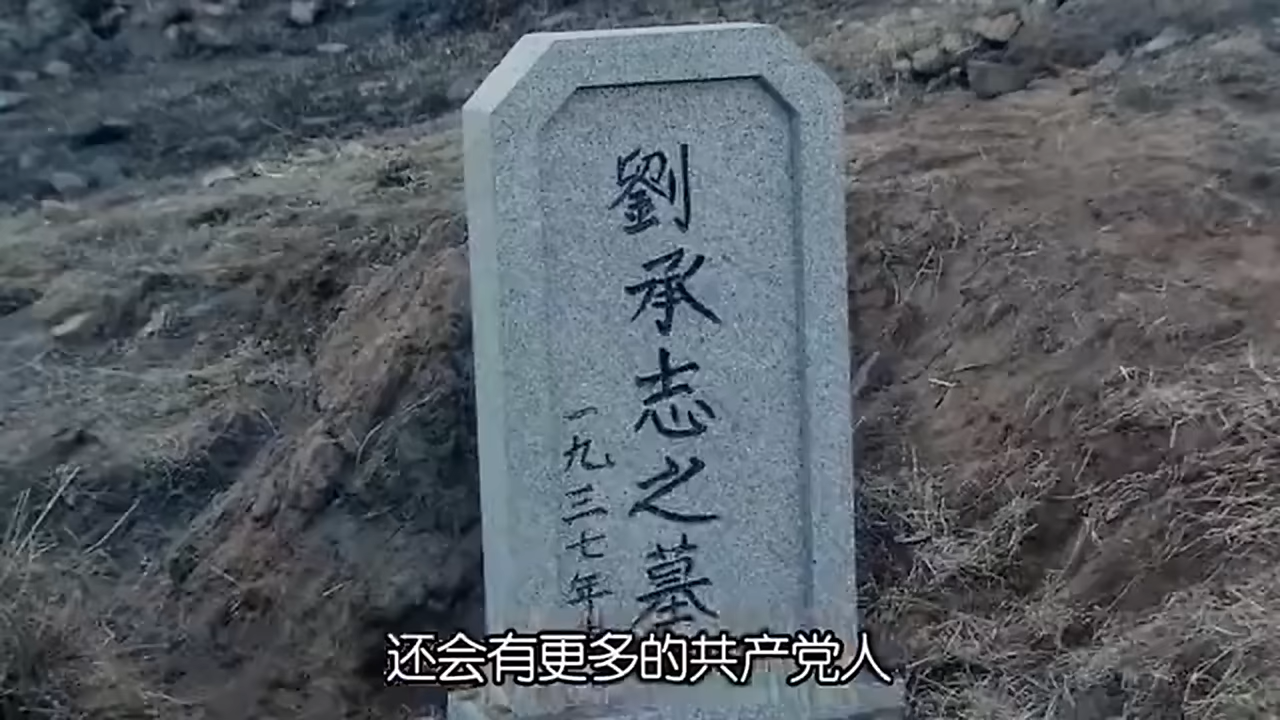 劉承志之墓
一九三七年十
还会有更多的共产党人